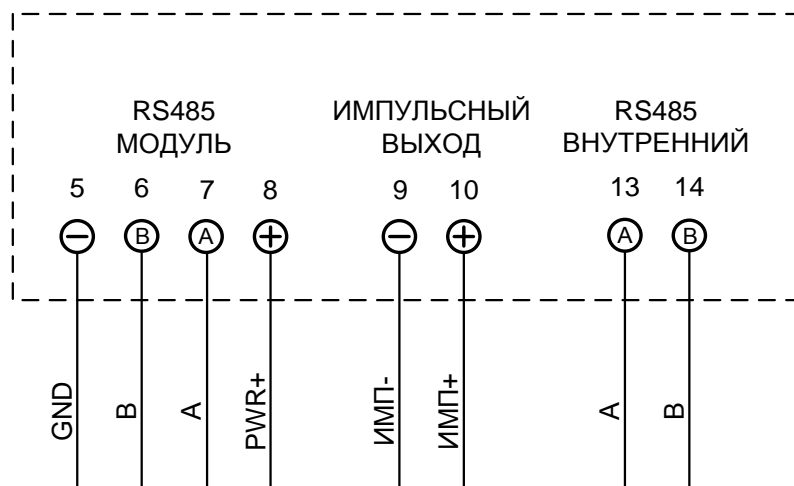 RS485
МОДУЛЬ
ИМПУЛЬСНЫЙ
ВЫХОД
RS485
ВНУТРЕННИЙ
5 6 7 8 9 10 13 14
B A A B
GND B A PWR+ ИМП- ИМП+ A B